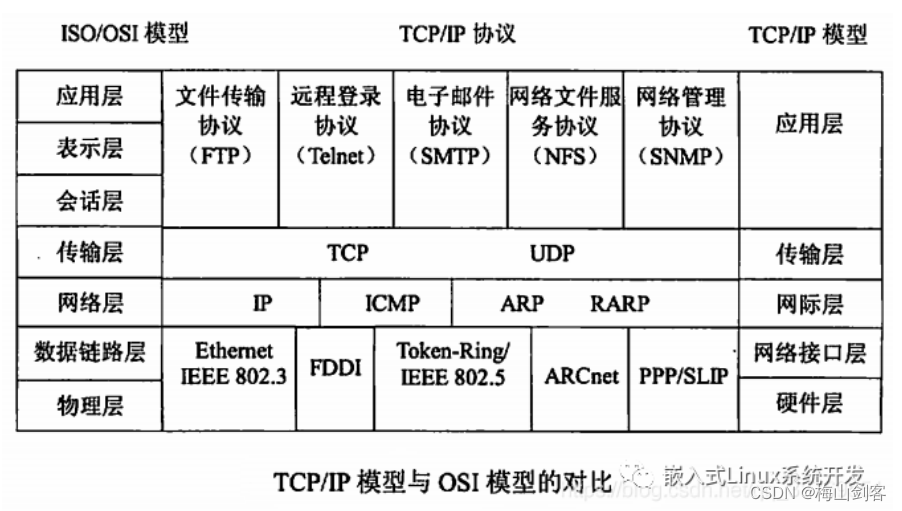 ISO/OSI 模型 TCP/IP 协议 TCP/IP 模型
应用层
表示层
会话层
文件传输
协议
（FTP）
远程登录
协议
（Telnet）
电子邮件
协议
（SMTP）
网络文件服
务协议
（NFS）
网络管理
协议
（SNMP）
应用层
传输层 TCP UDP 传输层
网络层 IP ICMP ARP RARP 网际层
数据链路层
物理层
Ethernet
IEEE 802.3
FDDI
Token-Ring/
IEEE 802.5
ARCnet
PPP/SLIP
网络接口层
硬件层
TCP/IP 模型与 OSI 模型的对比
嵌入式Linux系统开发
https://blog.csdn.net
CSDN @梅山剑客